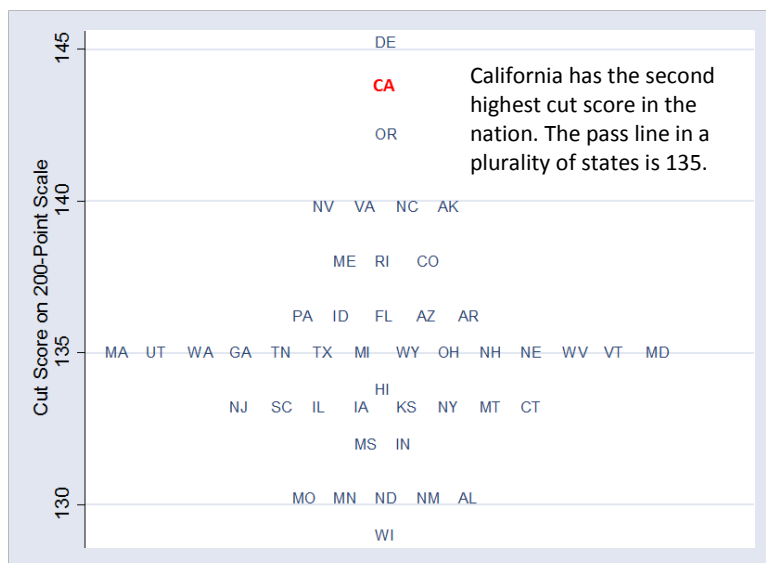 145
DE
CA
California has the second
highest cut score in the
nation. The pass line in a
plurality of states is 135.
OR
Cut Score on 200-Point Scale
140
NV VA NC AK
ME RI CO
PA ID FL AZ AR
135
MA UT WA GA TN TX MI WY OH NH NE WV VT MD
HI
NJ SC IL IA KS NY MT CT
MS IN
130
MO MN ND NM AL
WI